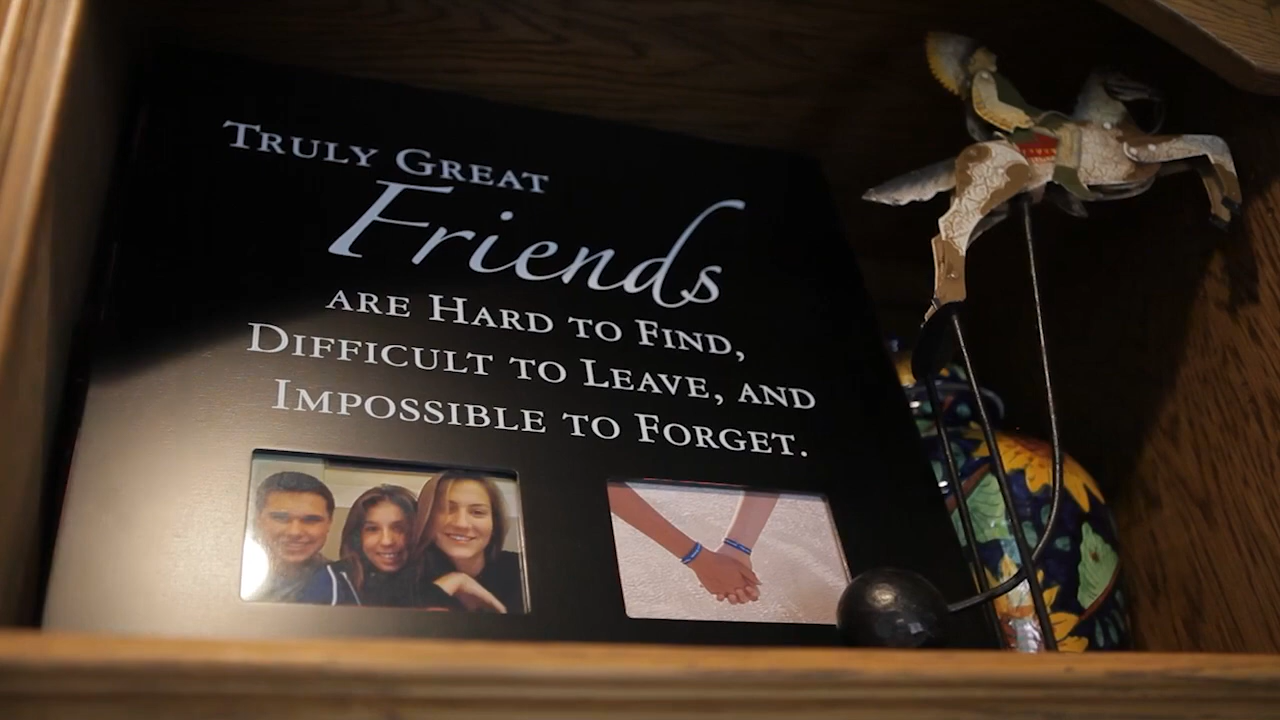 TRULY GREAT
Friends
ARE HARD TO FIND,
DIFFICULT TO LEAVE, AND
IMPOSSIBLE TO FORGET.